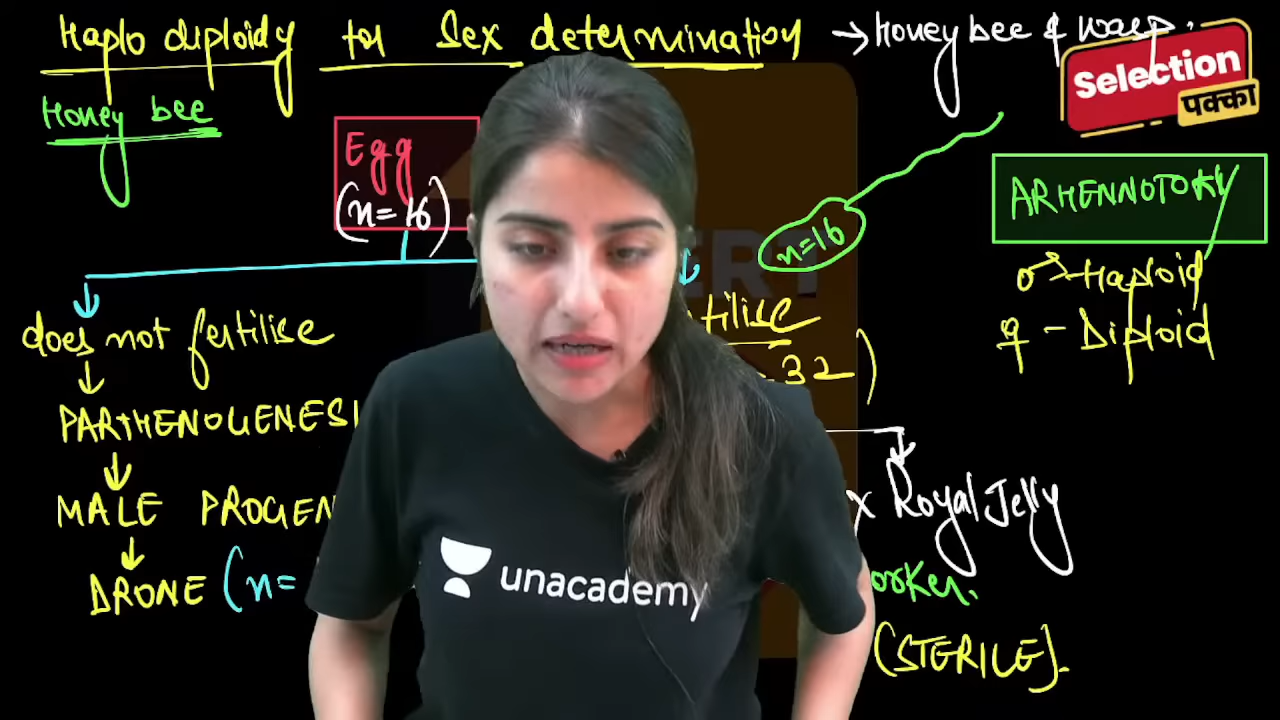 Haplo diploidy for Sex determination → Honey bee & wasp.
Selection
पक्का
Honey bee
Egg
(n=16)
n=16
ARHENNOTOKY
♂ → Haploid
♀ - Diploid
does not fertilise
tilise
32)
PARTHENOGENESI
MALE PROGEN
DRONE (n=
x Royal Jelly
orker.
(STERILE).
unacademy